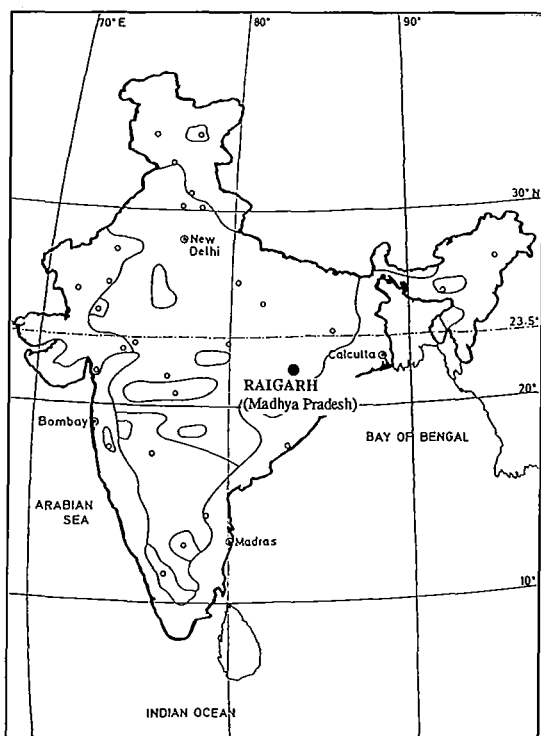 70° E
80°
90°
30° N
New
Delhi
23.5°
Calcutta
RAIGARH
(Madhya Pradesh)
20°
Bombay
BAY OF BENGAL
ARABIAN
SEA
Madras
10°
INDIAN OCEAN